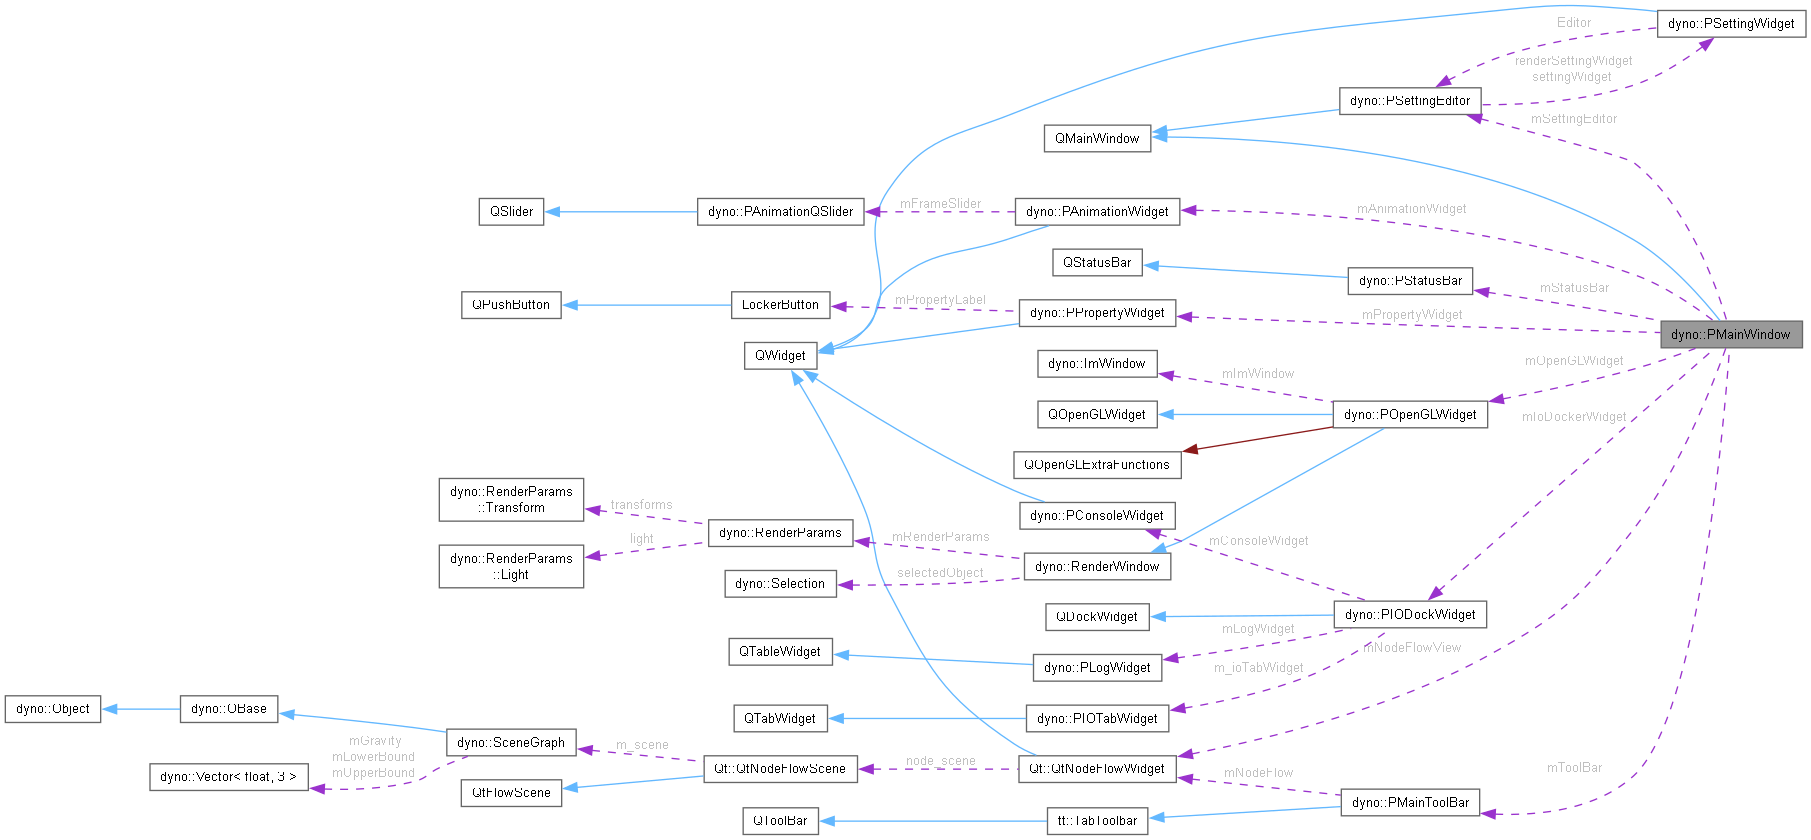 dyno::PSettingWidget
Editor
renderSettingWidget
settingWidget
dyno::PSettingEditor
mSettingEditor
QMainWindow
QSlider
dyno::PAnimationQSlider
mFrameSlider
dyno::PAnimationWidget
mAnimationWidget
QStatusBar
dyno::PStatusBar
mStatusBar
QPushButton
LockerButton
mPropertyLabel
dyno::PPropertyWidget
mPropertyWidget
dyno::PMainWindow
QWidget
dyno::ImWindow
mImWindow
mOpenGLWidget
QOpenGLWidget
dyno::POpenGLWidget
mIoDockerWidget
QOpenGLExtraFunctions
dyno::RenderParams
::Transform
transforms
dyno::PConsoleWidget
dyno::RenderParams
mRenderParams
mConsoleWidget
light
dyno::RenderParams
::Light
dyno::RenderWindow
dyno::Selection
selectedObject
QDockWidget
dyno::PIODockWidget
mLogWidget
QTableWidget
dyno::PLogWidget
m_ioTabWidget
mNodeFlowView
dyno::Object
dyno::OBase
QTabWidget
dyno::PIOTabWidget
dyno::SceneGraph
m_scene
mGravity
mLowerBound
mUpperBound
dyno::Vector< float, 3 >
Qt::QtNodeFlowScene
node_scene
Qt::QtNodeFlowWidget
mNodeFlow
mToolBar
QtFlowScene
dyno::PMainToolBar
QToolBar
tt::TabToolbar